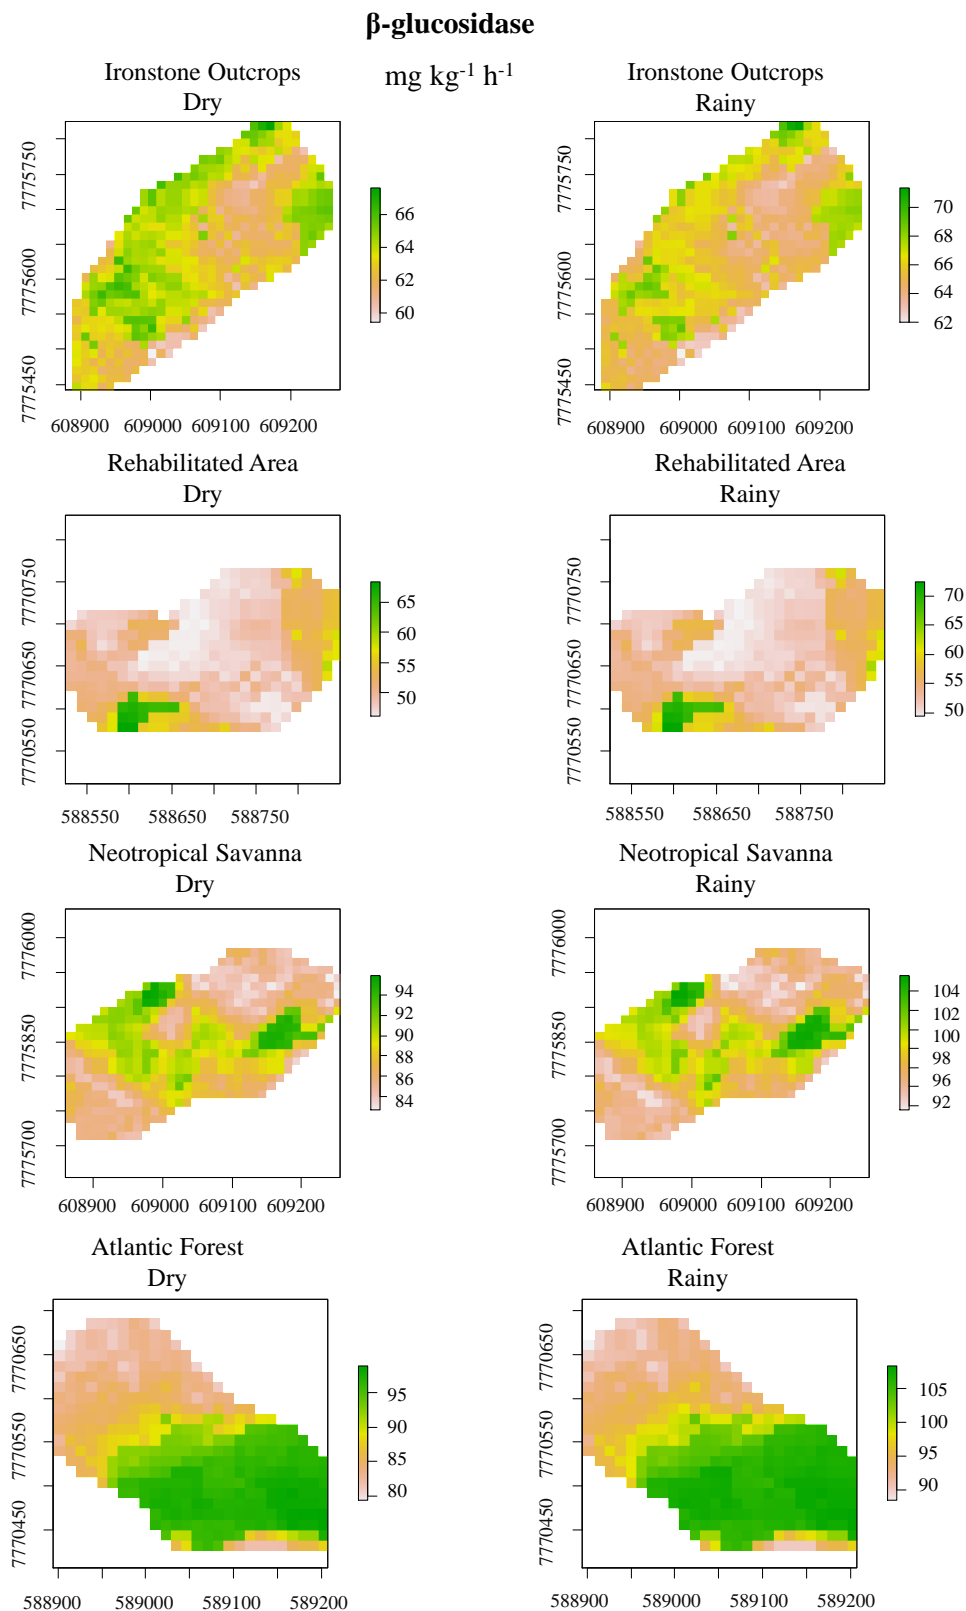 β-glucosidase
mg kg⁻¹ h⁻¹
Ironstone Outcrops
Dry
7775750
7775600
7775450
66
64
62
60
608900 609000 609100 609200
Ironstone Outcrops
Rainy
7775750
7775600
7775450
70
68
66
64
62
608900 609000 609100 609200
Rehabilitated Area
Dry
7770750
7770650
7770550
65
60
55
50
588550 588650 588750
Rehabilitated Area
Rainy
7770750
7770650
7770550
70
65
60
55
50
588550 588650 588750
Neotropical Savanna
Dry
7776000
7775850
7775700
94
92
90
88
86
84
608900 609000 609100 609200
Neotropical Savanna
Rainy
7776000
7775850
7775700
104
102
100
98
96
92
608900 609000 609100 609200
Atlantic Forest
Dry
7770650
7770550
7770450
95
90
85
80
588900 589000 589100 589200
Atlantic Forest
Rainy
7770650
7770550
7770450
105
100
95
90
588900 589000 589100 589200